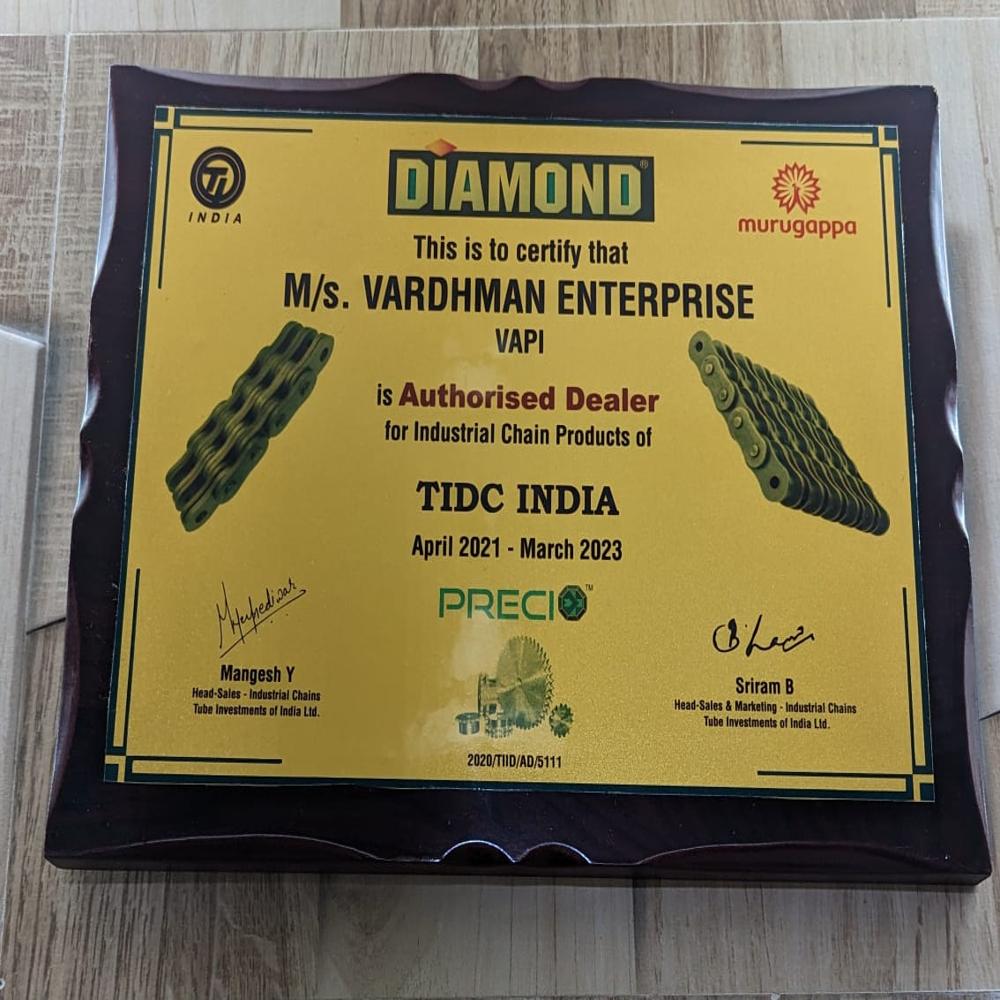 TI
INDIA
DIAMOND®
murugappa
This is to certify that
M/s. VARDHMAN ENTERPRISE
VAPI
is Authorised Dealer
for Industrial Chain Products of
TIDC INDIA
April 2021 - March 2023
PRECIO™
Mangesh Y
Head-Sales - Industrial Chains
Tube Investments of India Ltd.
Sriram B
Head-Sales & Marketing - Industrial Chains
Tube Investments of India Ltd.
2020/TIID/AD/5111